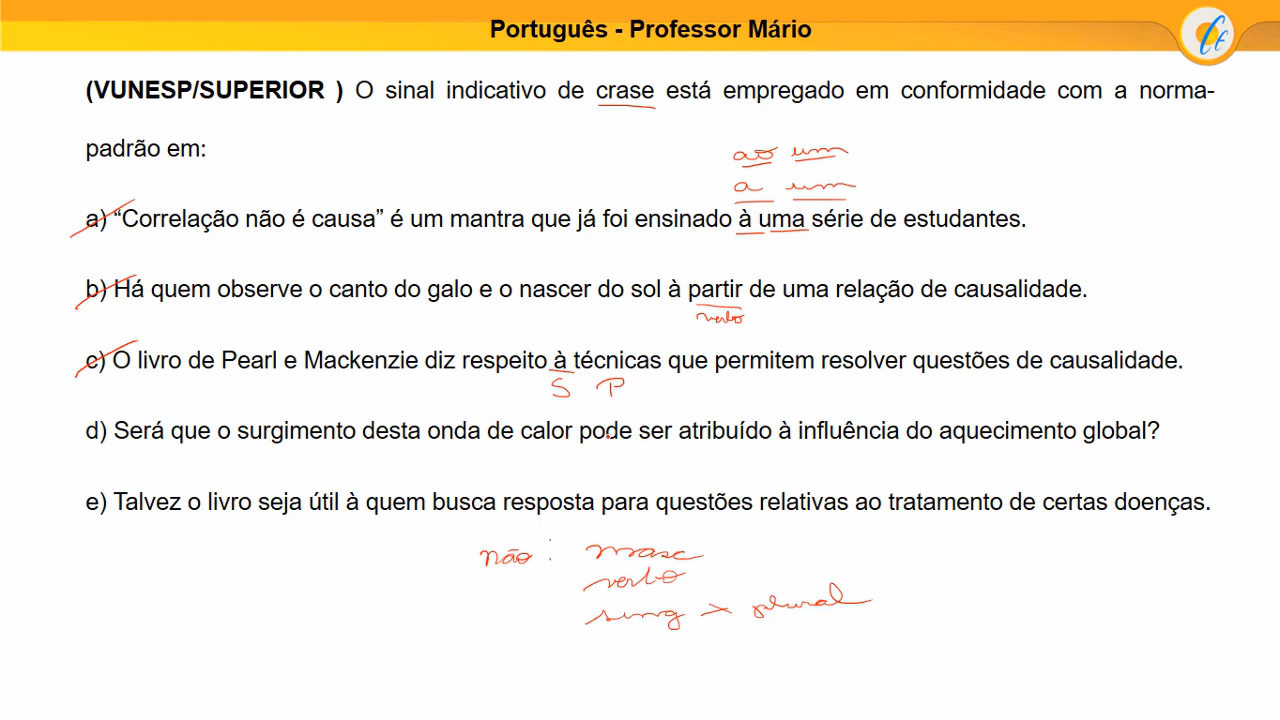 Português - Professor Mário
(VUNESP/SUPERIOR ) O sinal indicativo de crase está empregado em conformidade com a norma-
padrão em:
ao um
a um
a) “Correlação não é causa” é um mantra que já foi ensinado à uma série de estudantes.
b) Há quem observe o canto do galo e o nascer do sol à partir de uma relação de causalidade.
verbo
c) O livro de Pearl e Mackenzie diz respeito à técnicas que permitem resolver questões de causalidade.
S P
d) Será que o surgimento desta onda de calor pode ser atribuído à influência do aquecimento global?
e) Talvez o livro seja útil à quem busca resposta para questões relativas ao tratamento de certas doenças.
não : masc
verbo
sing x plural